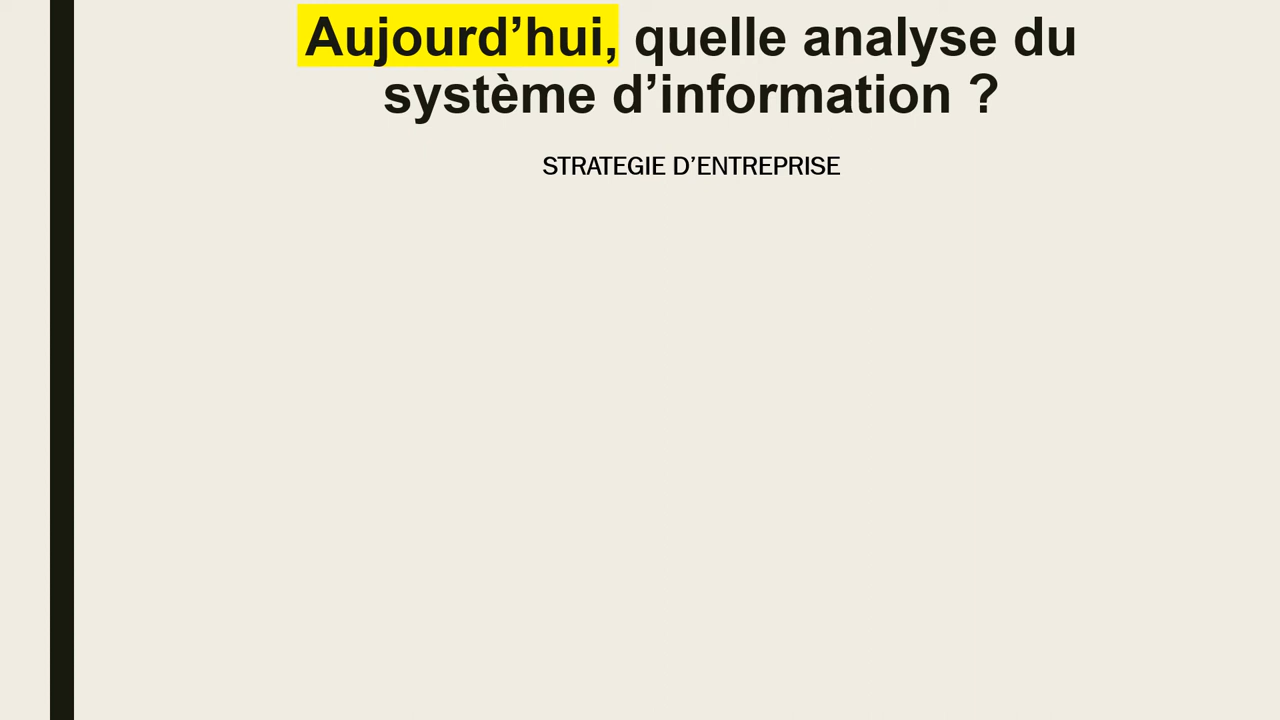 Aujourd’hui, quelle analyse du
système d’information ?
STRATEGIE D’ENTREPRISE